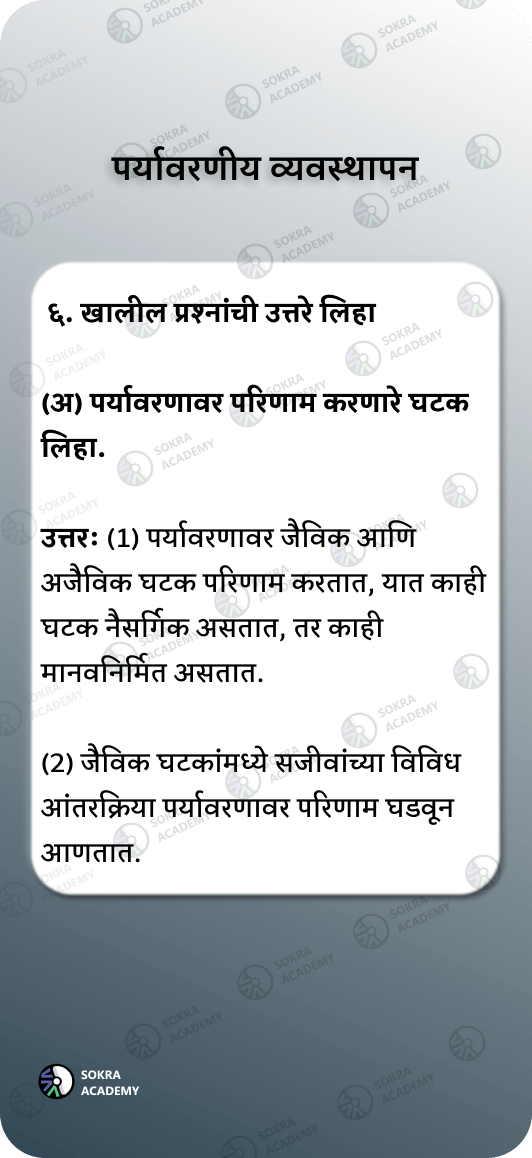 पर्यावरणीय व्यवस्थापन
६. खालील प्रश्नांची उत्तरे लिहा
(अ) पर्यावरणावर परिणाम करणारे घटक
लिहा.
उत्तरः (1) पर्यावरणावर जैविक आणि
अजैविक घटक परिणाम करतात, यात काही
घटक नैसर्गिक असतात, तर काही
मानवनिर्मित असतात.
(2) जैविक घटकांमध्ये सजीवांच्या विविध
आंतरक्रिया पर्यावरणावर परिणाम घडवून
आणतात.
SOKRA
ACADEMY